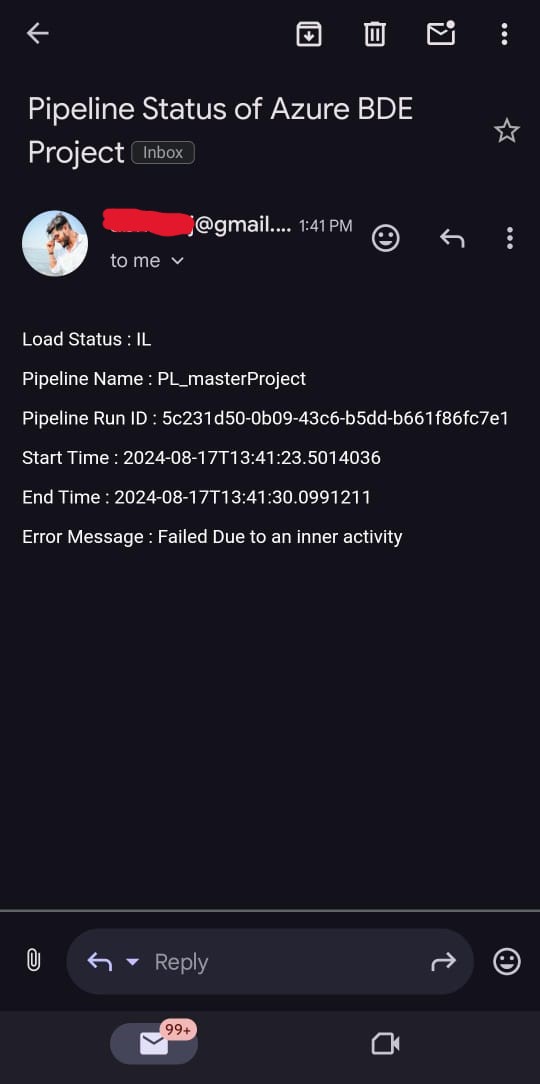 Pipeline Status of Azure BDE
Project Inbox
j@gmail.... 1:41 PM
to me
Load Status : IL
Pipeline Name : PL_masterProject
Pipeline Run ID : 5c231d50-0b09-43c6-b5dd-b661f86fc7e1
Start Time : 2024-08-17T13:41:23.5014036
End Time : 2024-08-17T13:41:30.0991211
Error Message : Failed Due to an inner activity
Reply
99+